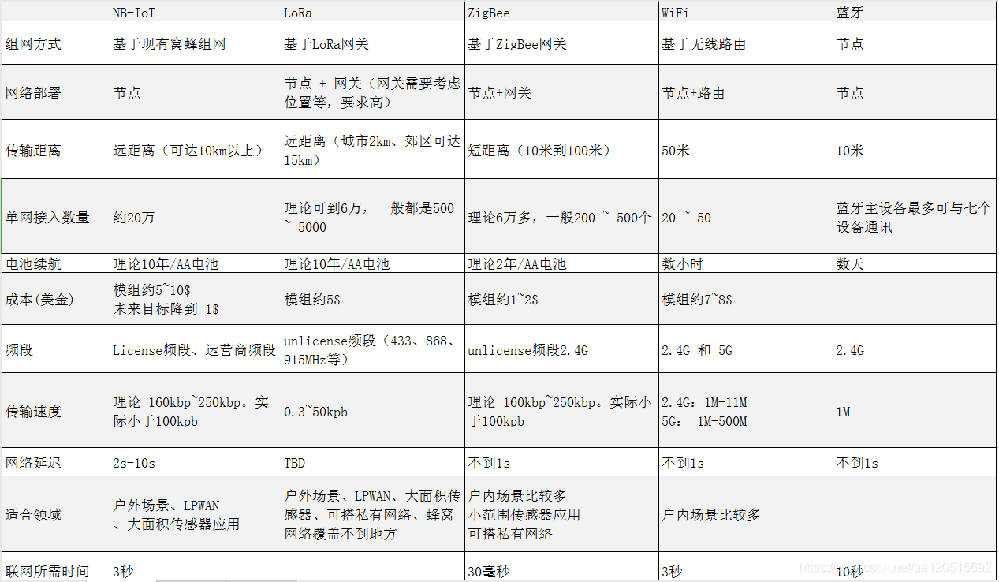 NB-IoT LoRa ZigBee WiFi 蓝牙
组网方式 基于现有窝蜂组网 基于LoRa网关 基于ZigBee网关 基于无线路由 节点
网络部署 节点 节点 + 网关（网关需要考虑
位置等，要求高） 节点+网关 节点+路由 节点
传输距离 远距离（可达10km以上） 远距离（城市2km、郊区可达
15km） 短距离（10米到100米） 50米 10米
单网接入数量 约20万 理论可到6万，一般都是500
~ 5000 理论6万多，一般200 ~ 500个 20 ~ 50 蓝牙主设备最多可与七个
设备通讯
电池续航 理论10年/AA电池 理论10年/AA电池 理论2年/AA电池 数小时 数天
成本(美金) 模组约5~10$
未来目标降到 1$ 模组约5$ 模组约1~2$ 模组约7~8$
频段 License频段、运营商频段 unlicense频段（433、868、
915MHz等） unlicense频段2.4G 2.4G 和 5G 2.4G
传输速度 理论 160kbp~250kbp。实
际小于100kpb 0.3~50kpb 理论 160kbp~250kbp。实际小
于100kpb 2.4G：1M-11M
5G： 1M-500M 1M
网络延迟 2s-10s TBD 不到1s 不到1s 不到1s
适合领域 户外场景、LPWAN
、大面积传感器应用 户外场景、LPWAN、大面积传
感器、可搭私有网络、蜂窝
网络覆盖不到地方 户内场景比较多
小范围传感器应用
可搭私有网络 户内场景比较多
联网所需时间 3秒 30毫秒 3秒 10秒
csdn.net/aa120515692